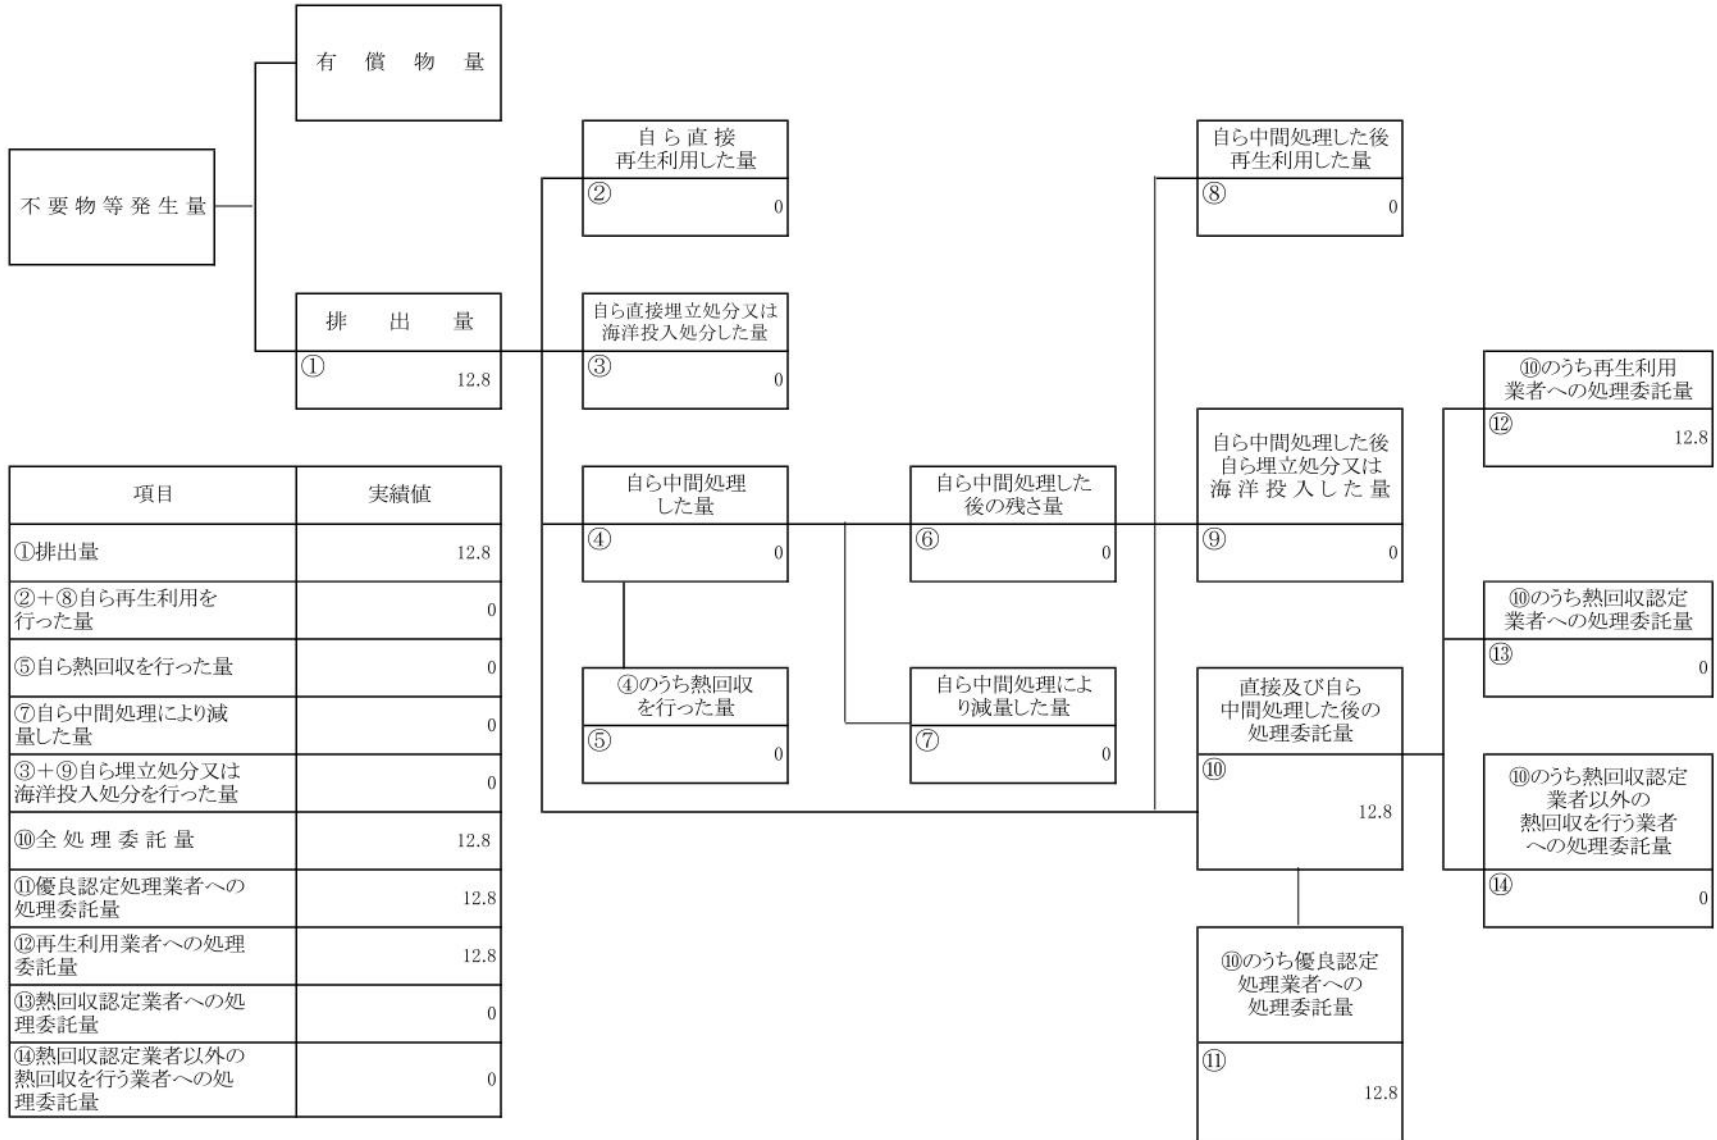 有償物量
不要物等発生量
排出量
①
12.8
自ら直接
再生利用した量
②
0
自ら直接埋立処分又は
海洋投入処分した量
③
0
自ら中間処理
した量
④
0
④のうち熱回収
を行った量
⑤
0
自ら中間処理した
後の残さ量
⑥
0
自ら中間処理によ
り減量した量
⑦
0
自ら中間処理した後
再生利用した量
⑧
0
自ら中間処理した後
自ら埋立処分又は
海洋投入した量
⑨
0
直接及び自ら
中間処理した後の
処理委託量
⑩
12.8
⑩のうち優良認定
処理業者への
処理委託量
⑪
12.8
⑩のうち再生利用
業者への処理委託量
⑫
12.8
⑩のうち熱回収認定
業者への処理委託量
⑬
0
⑩のうち熱回収認定
業者以外の
熱回収を行う業者
への処理委託量
⑭
0
項目 実績値
①排出量 12.8
②＋⑧自ら再生利用を
行った量
0
⑤自ら熱回収を行った量 0
⑦自ら中間処理により減
量した量
0
③＋⑨自ら埋立処分又は
海洋投入処分を行った量
0
⑩全処理委託量 12.8
⑪優良認定処理業者への
処理委託量
12.8
⑫再生利用業者への処理
委託量
12.8
⑬熱回収認定業者への処
理委託量
0
⑭熱回収認定業者以外の
熱回収を行う業者への処
理委託量
0